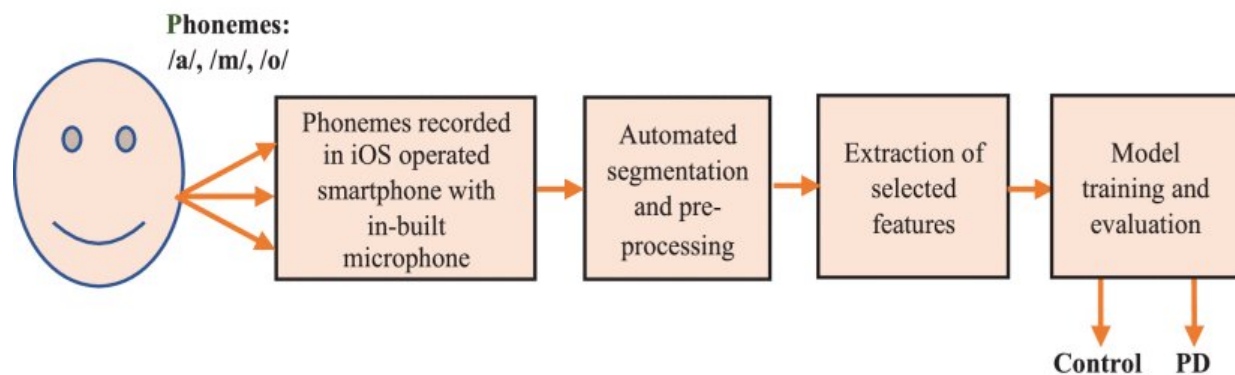 Phonemes:
/a/, /m/, /o/
Phonemes recorded
in iOS operated
smartphone with
in-built
microphone
Automated
segmentation
and pre-
processing
Extraction of
selected
features
Model
training and
evaluation
Control
PD